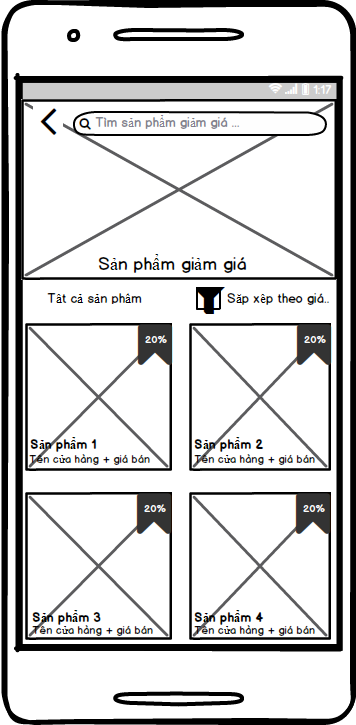 1:17
Tìm sản phẩm giảm giá ...
Sản phẩm giảm giá
Tất cả sản phâm
Sắp xếp theo giá..
20%
20%
Sản phẩm 1
Sản phẩm 2
Tên cửa hàng + giá bán
Tên cửa hàng + giá bán
20%
20%
Sản phẩm 3
Sản phẩm 4
Tên cửa hàng + giá bán
Tên cửa hàng + giá bán